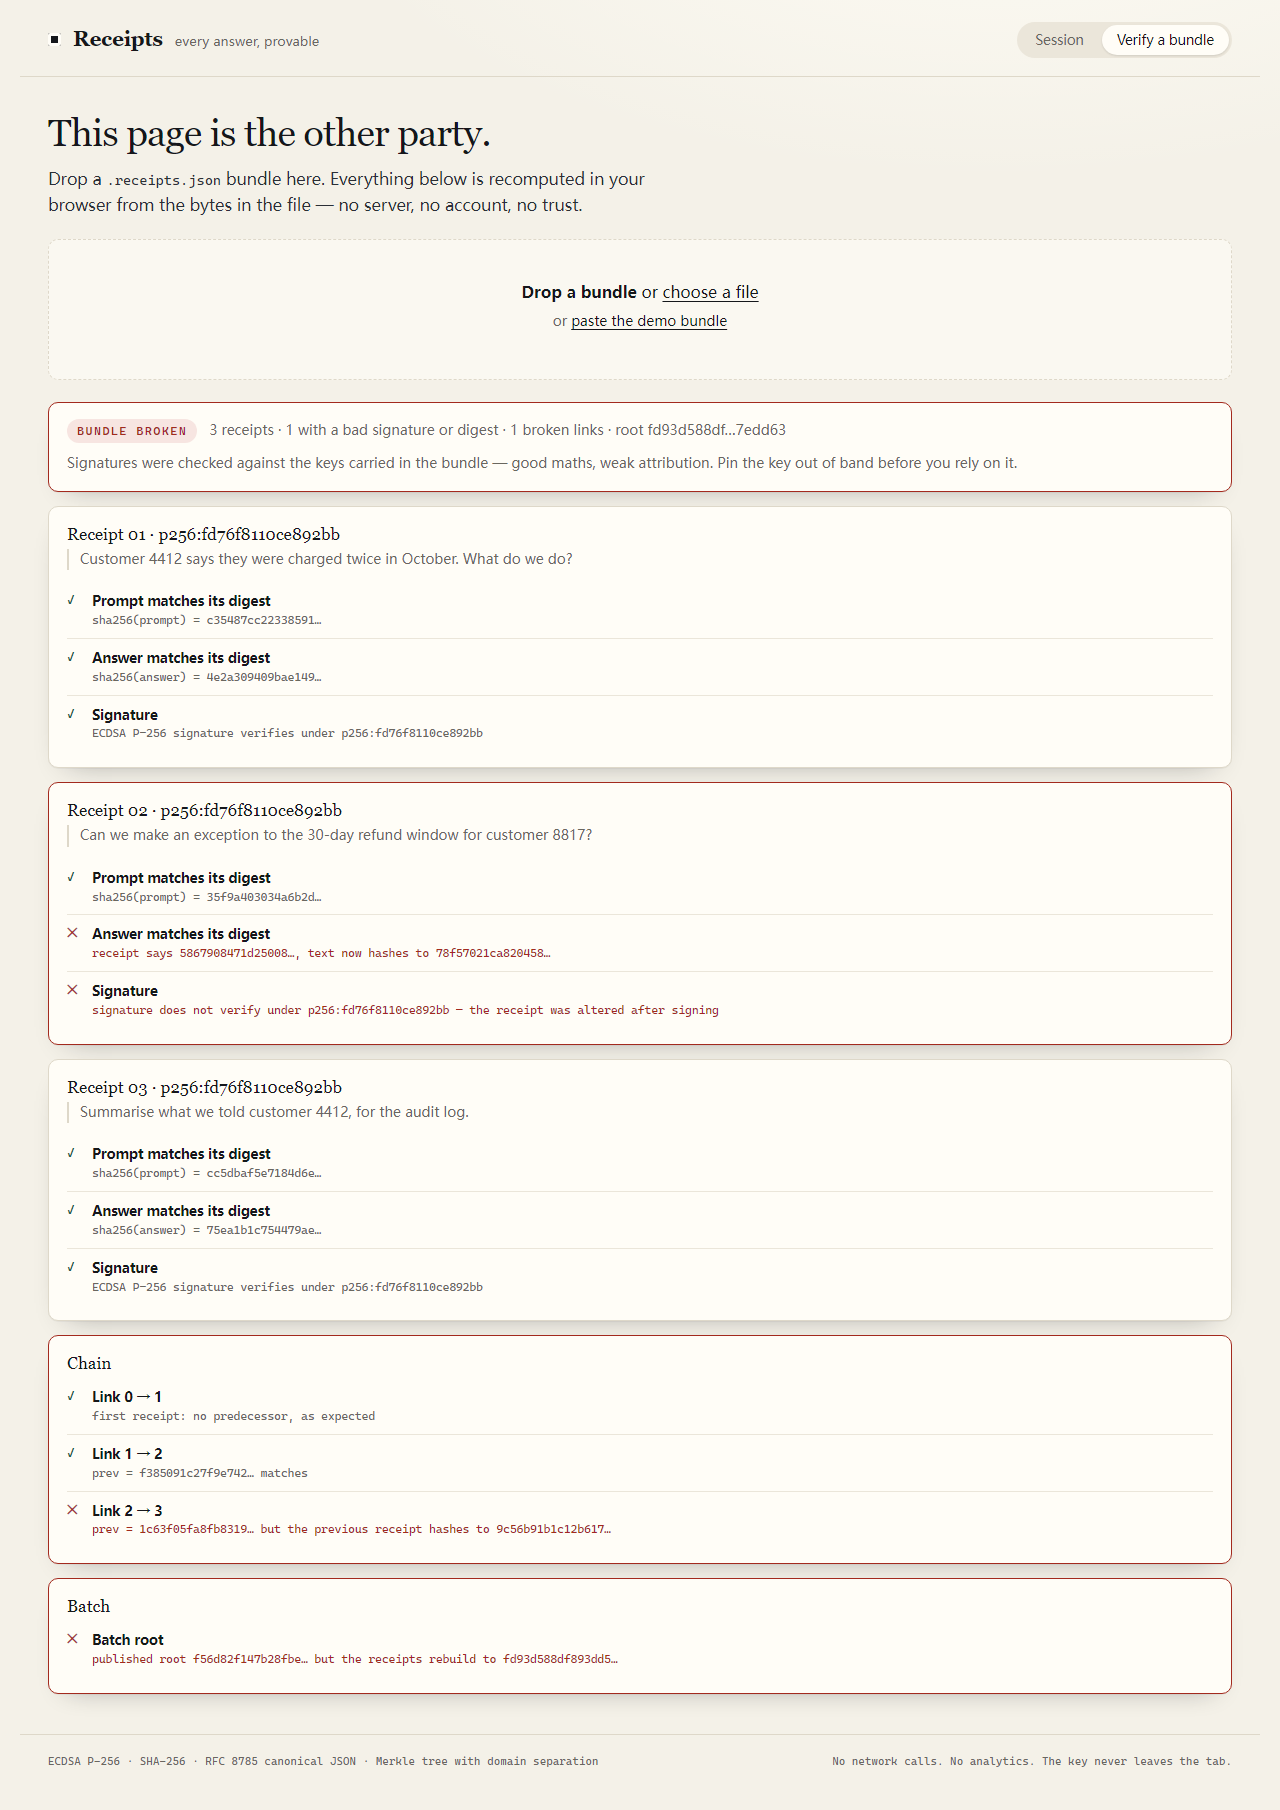 Receipts every answer, provable
Session Verify a bundle
This page is the other party.
Drop a .receipts.json bundle here. Everything below is recomputed in your
browser from the bytes in the file — no server, no account, no trust.
Drop a bundle or choose a file
or paste the demo bundle
BUNDLE BROKEN 3 receipts · 1 with a bad signature or digest · 1 broken links · root fd93d588df…7edd63
Signatures were checked against the keys carried in the bundle — good maths, weak attribution. Pin the key out of band before you rely on it.
Receipt 01 · p256:fd76f8110ce892bb
Customer 4412 says they were charged twice in October. What do we do?
✓ Prompt matches its digest
sha256(prompt) = c35487cc22338591…
✓ Answer matches its digest
sha256(answer) = 4e2a309409bae149…
✓ Signature
ECDSA P-256 signature verifies under p256:fd76f8110ce892bb
Receipt 02 · p256:fd76f8110ce892bb
Can we make an exception to the 30-day refund window for customer 8817?
✓ Prompt matches its digest
sha256(prompt) = 35f9a403034a6b2d…
✕ Answer matches its digest
receipt says 5867908471d25008…, text now hashes to 78f57021ca820458…
✕ Signature
signature does not verify under p256:fd76f8110ce892bb — the receipt was altered after signing
Receipt 03 · p256:fd76f8110ce892bb
Summarise what we told customer 4412, for the audit log.
✓ Prompt matches its digest
sha256(prompt) = cc5dbaf5e7184d6e…
✓ Answer matches its digest
sha256(answer) = 75ea1b1c754479ae…
✓ Signature
ECDSA P-256 signature verifies under p256:fd76f8110ce892bb
Chain
✓ Link 0 → 1
first receipt: no predecessor, as expected
✓ Link 1 → 2
prev = f385091c27f9e742… matches
✕ Link 2 → 3
prev = 1c63f05fa8fb8319… but the previous receipt hashes to 9c56b91b1c12b617…
Batch
✕ Batch root
published root f56d82f147b28fbe… but the receipts rebuild to fd93d588df893dd5…
ECDSA P-256 · SHA-256 · RFC 8785 canonical JSON · Merkle tree with domain separation
No network calls. No analytics. The key never leaves the tab.